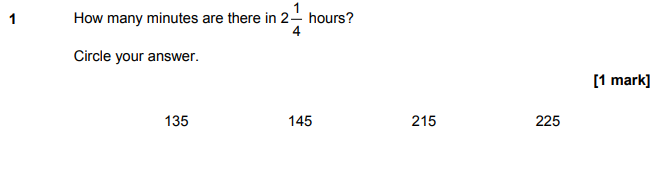 1 How many minutes are there in 2 1/4 hours?
Circle your answer.
[1 mark]
135 145 215 225